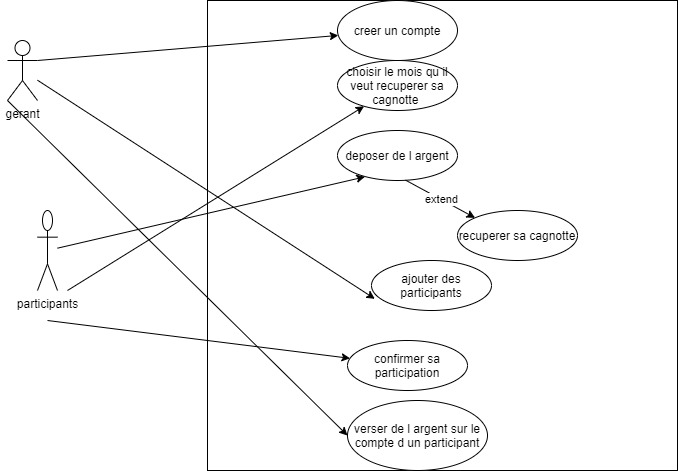 creer un compte
choisir le mois qu il
veut recuperer sa
cagnotte
gerant
deposer de l argent
extend
recuperer sa cagnotte
ajouter des
participants
participants
confirmer sa
participation
verser de l argent sur le
compte d un participant